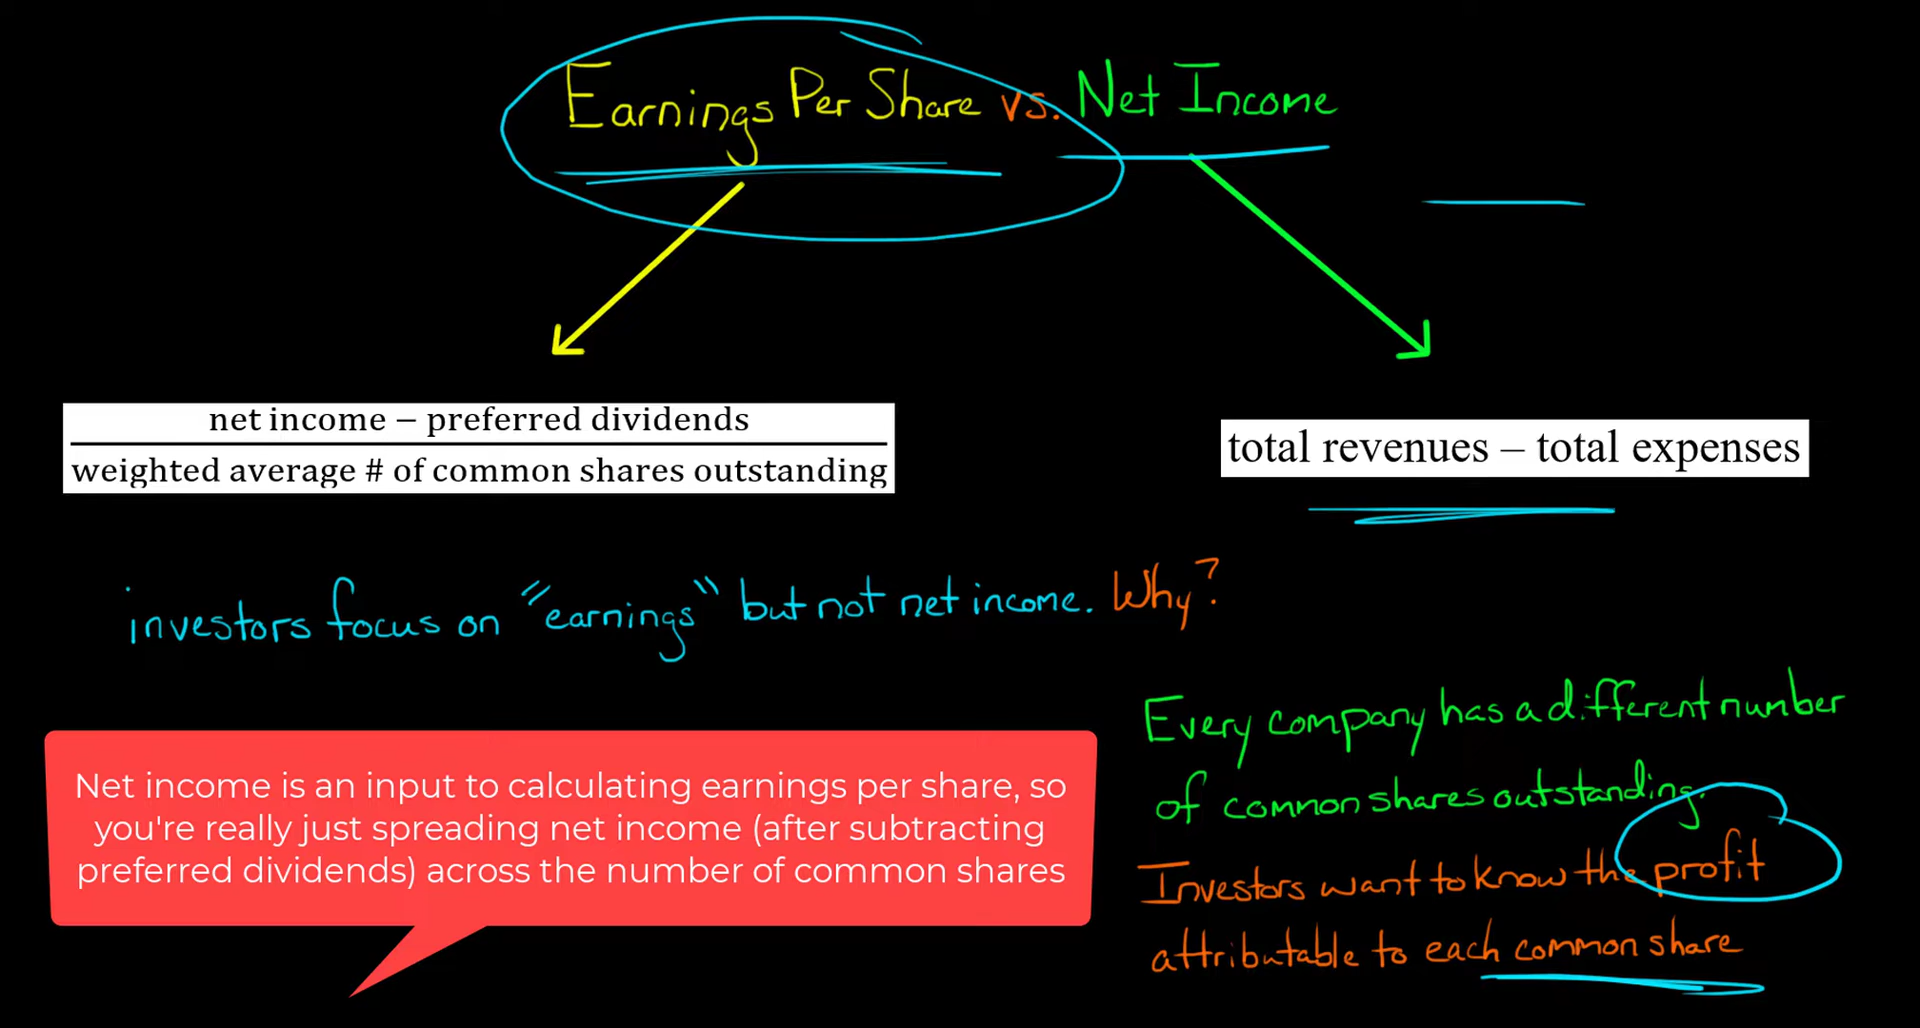 Earnings Per Share vs. Net Income
net income – preferred dividends
weighted average # of common shares outstanding
total revenues – total expenses
investors focus on "earnings" but not net income. Why?
Every company has a different number
of common shares outstanding.
Investors want to know the profit
attributable to each common share
Net income is an input to calculating earnings per share, so
you're really just spreading net income (after subtracting
preferred dividends) across the number of common shares